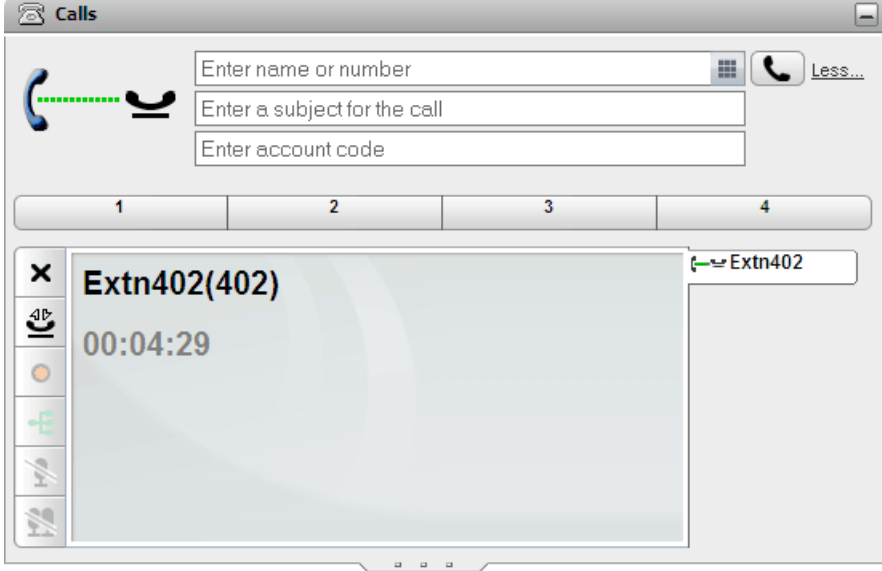 Calls
Enter name or number
Less...
Enter a subject for the call
Enter account code
1 2 3 4
Extn402(402)
Extn402
00:04:29